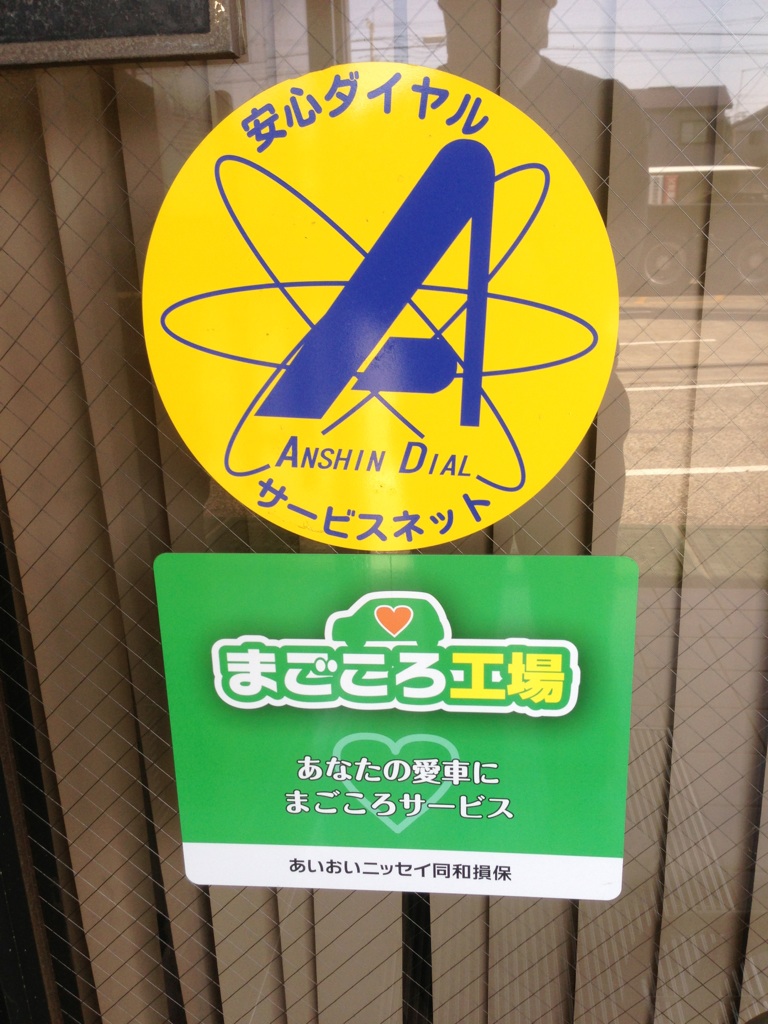 安心ダイヤル
ANSHIN DIAL
サービスネット
まごころ工場
あなたの愛車に
まごころサービス
あいおいニッセイ同和損保